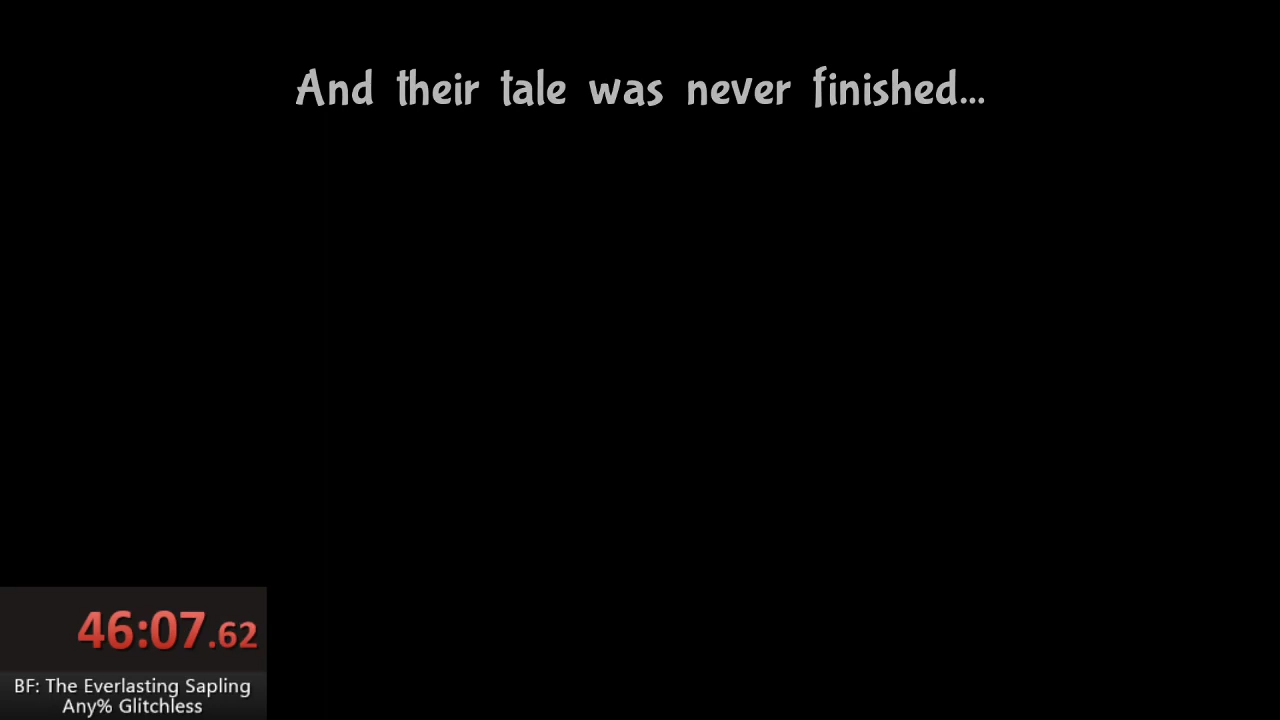 And their tale was never finished...
46:07.62
BF: The Everlasting Sapling
Any% Glitchless